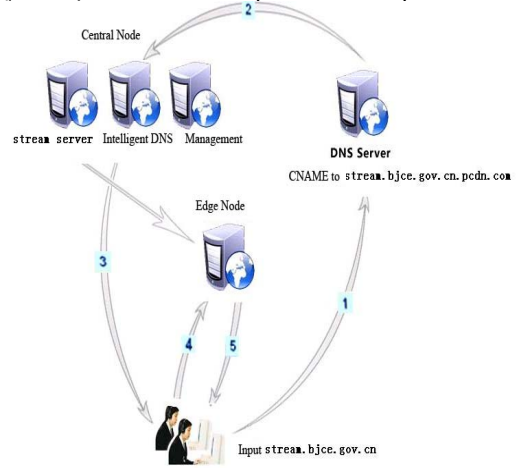 2
Central Node
stream server Intelligent DNS Management
DNS Server
CNAME to stream.bjce.gov.cn.pcdn.com
Edge Node
3
1
4
5
Input stream.bjce.gov.cn